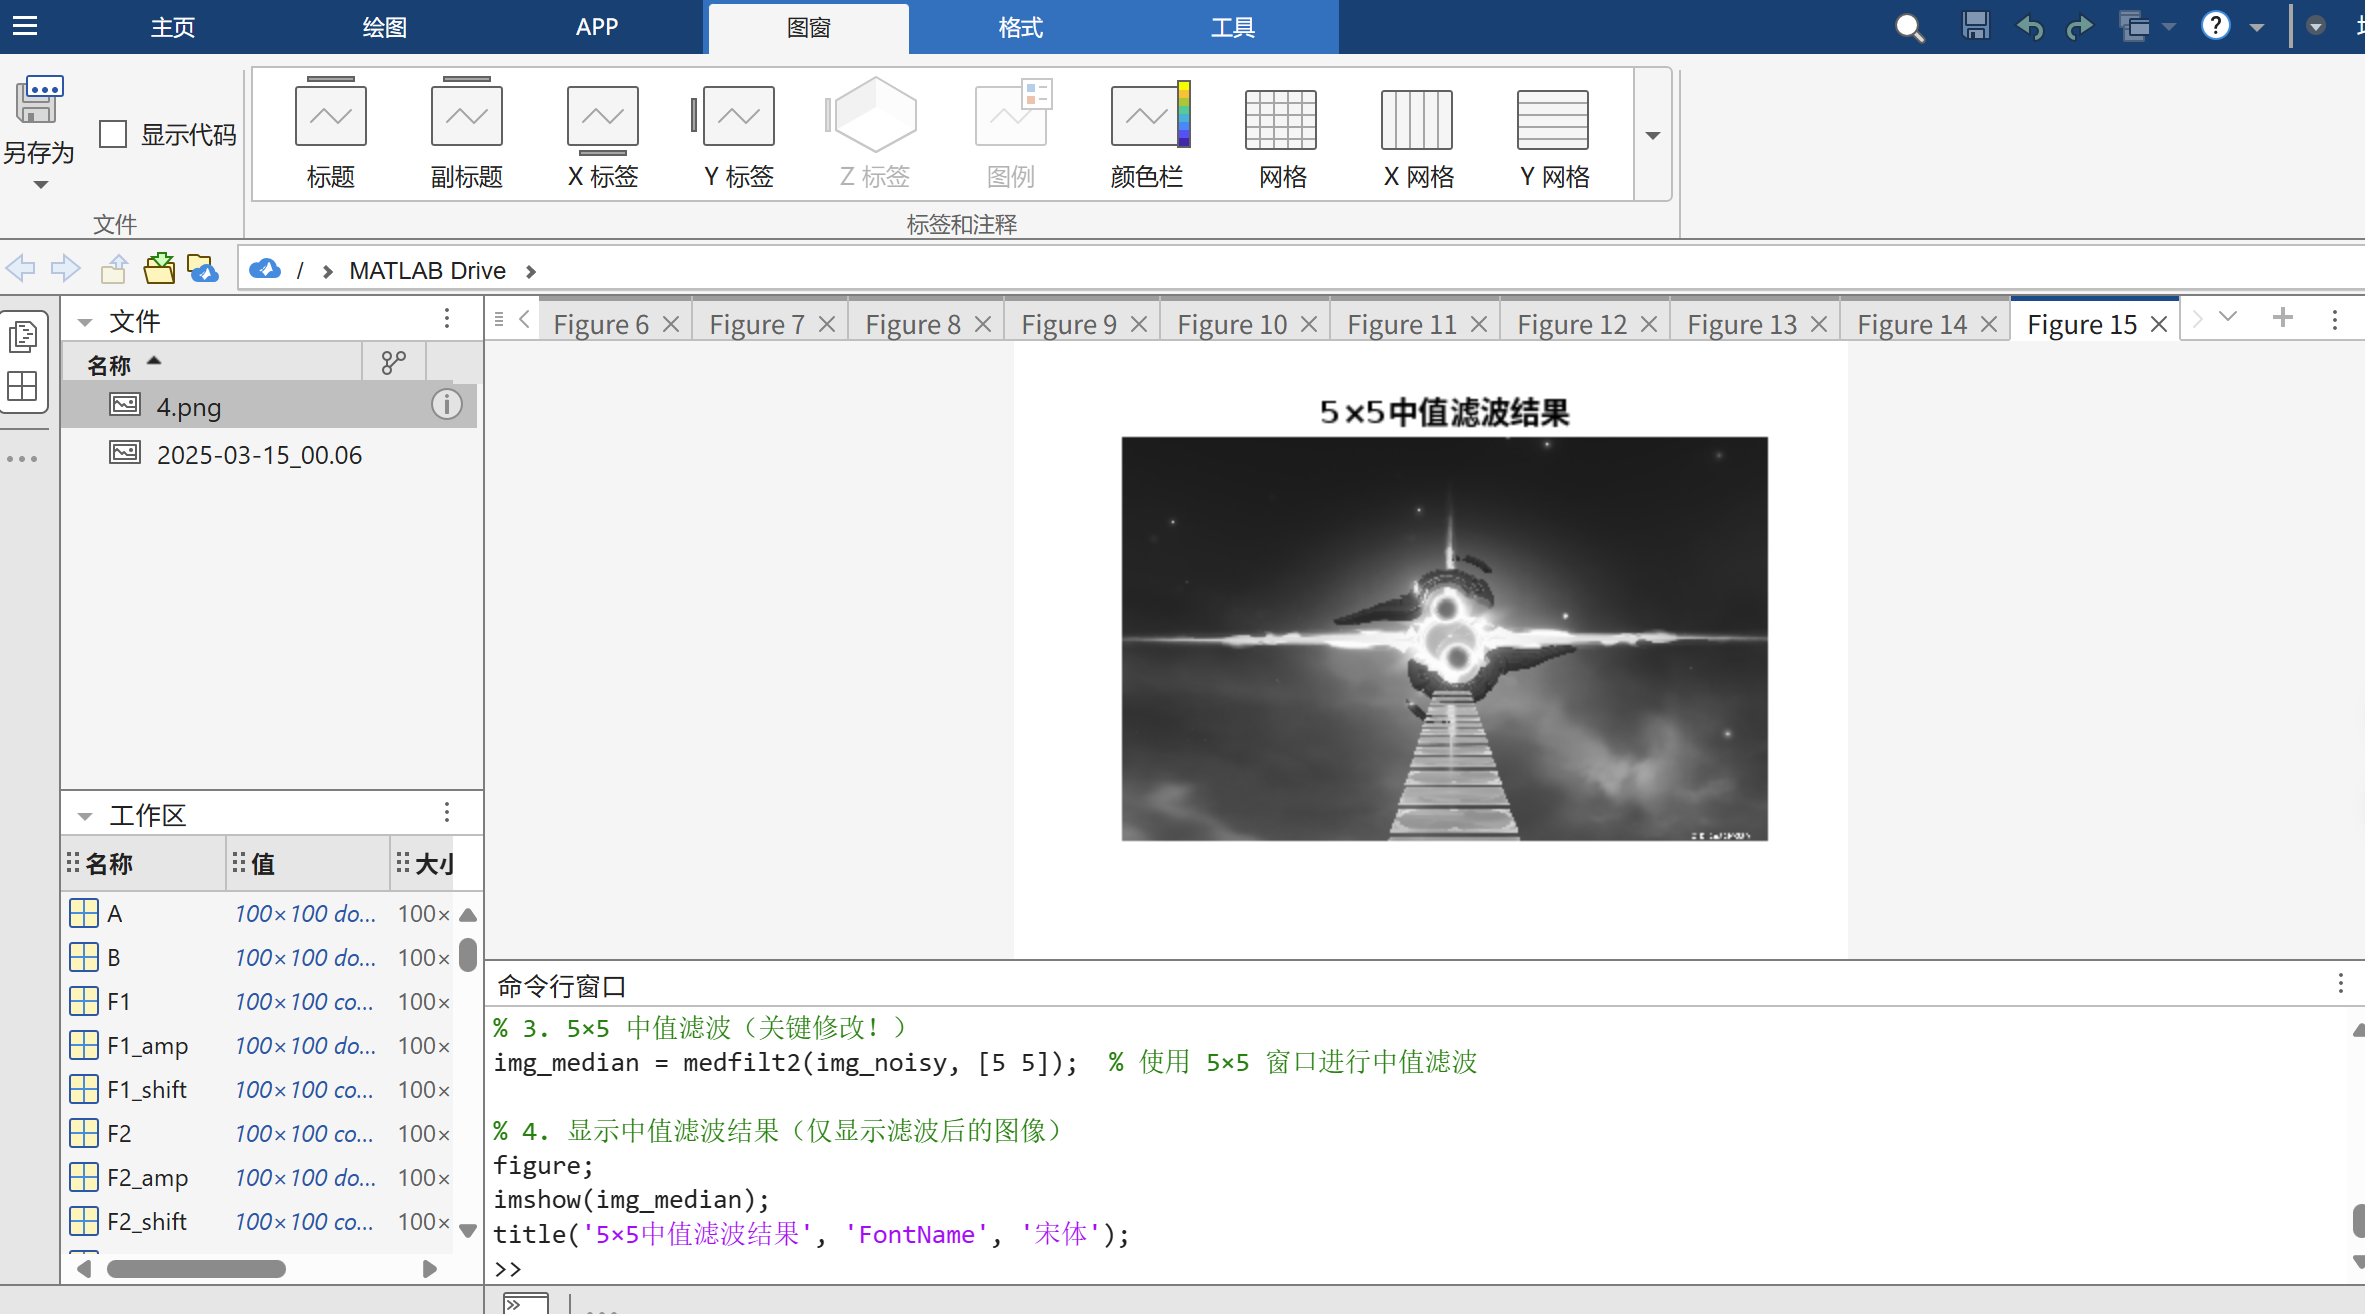 主页 绘图 APP 图窗 格式 工具
另存为 显示代码 标题 副标题 X 标签 Y 标签 Z 标签 图例 颜色栏 网格 X 网格 Y 网格
文件 标签和注释
/ MATLAB Drive
文件
名称
4.png
2025-03-15_00.06
Figure 6 Figure 7 Figure 8 Figure 9 Figure 10 Figure 11 Figure 12 Figure 13 Figure 14 Figure 15
5×5中值滤波结果
工作区
名称 值 大小
A 100×100 do... 100×
B 100×100 do... 100×
F1 100×100 co... 100×
F1_amp 100×100 do... 100×
F1_shift 100×100 co... 100×
F2 100×100 co... 100×
F2_amp 100×100 do... 100×
F2_shift 100×100 co... 100×
命令行窗口
% 3. 5×5 中值滤波（关键修改！）
img_median = medfilt2(img_noisy, [5 5]);  % 使用 5×5 窗口进行中值滤波
% 4. 显示中值滤波结果（仅显示滤波后的图像）
figure;
imshow(img_median);
title('5×5中值滤波结果', 'FontName', '宋体');
>>